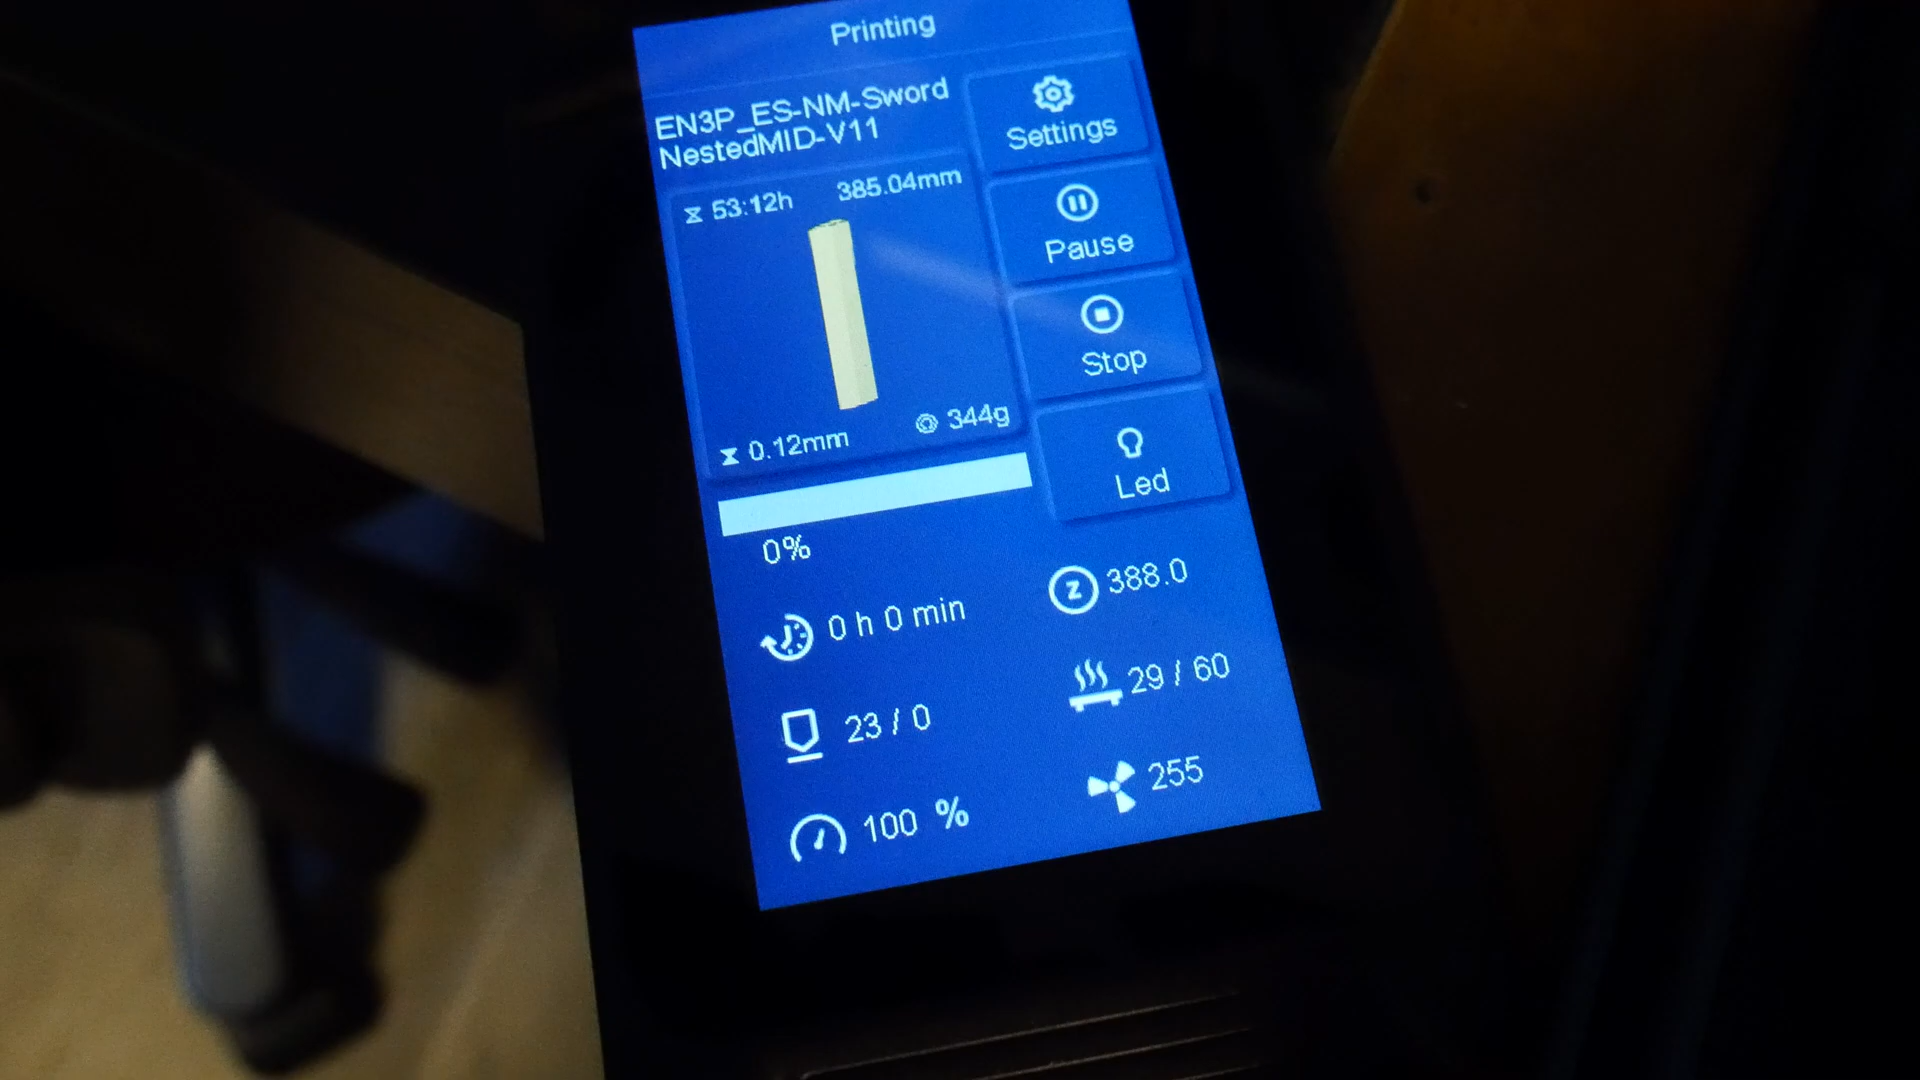 Printing
EN3P_ES-NM-Sword
NestedMID-V11
53:12h 385.04mm
0.12mm 344g
Settings
Pause
Stop
Led
0%
0 h 0 min
Z 388.0
23 / 0
29 / 60
100 %
255